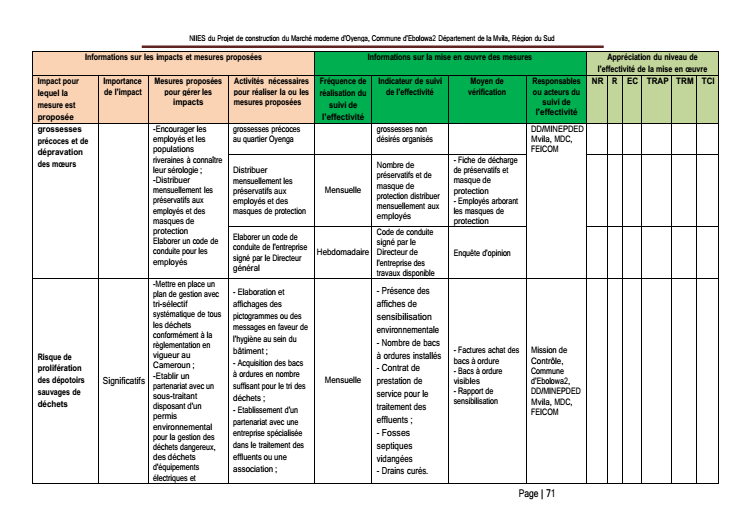 NIIES du Projet de construction du Marché moderne d'Oyenga, Commune d'Ebolowa2 Département de la Mvila, Région du Sud
Informations sur les impacts et mesures proposées
Informations sur la mise en œuvre des mesures
Appréciation du niveau de
l'effectivité de la mise en œuvre
Impact pour
lequel la
mesure est
proposée
Importance
de l'impact
Mesures proposées
pour gérer les
impacts
Activités nécessaires
pour réaliser la ou les
mesures proposées
Fréquence de
réalisation du
suivi de
l'effectivité
Indicateur de suivi
de l'effectivité
Moyen de
vérification
Responsables
ou acteurs du
suivi de
l'effectivité
NR
R
EC
TRAP
TRM
TCI
grossesses
précoces et de
dépravation
des mœurs
-Encourager les
employés et les
populations
riveraines à connaître
leur sérologie ;
-Distribuer
mensuellement les
préservatifs aux
employés et des
masques de
protection
Elaborer un code de
conduite pour les
employés
grossesses précoces
au quartier Oyenga
grossesses non
désirés organisés
DD/MINEPDED
Mvila, MDC,
FEICOM
Distribuer
mensuellement les
préservatifs aux
employés et des
masques de protection
Mensuelle
Nombre de
préservatifs et de
masque de
protection distribuer
mensuellement aux
employés
- Fiche de décharge
de préservatifs et
masque de
protection
- Employés arborant
les masques de
protection
Elaborer un code de
conduite de l'entreprise
signé par le Directeur
général
Hebdomadaire
Code de conduite
signé par le
Directeur de
l'entreprise des
travaux disponible
Enquête d'opinion
Risque de
prolifération
des dépotoirs
sauvages de
déchets
Significatifs
-Mettre en place un
plan de gestion avec
tri-sélectif
systématique de tous
les déchets
conformément à la
règlementation en
vigueur au
Cameroun ;
-Etablir un
partenariat avec un
sous-traitant
disposant d'un
permis
environnemental
pour la gestion des
déchets dangereux,
des déchets
d'équipements
électriques et
- Elaboration et
affichages des
pictogrammes ou des
messages en faveur de
l'hygiène au sein du
bâtiment ;
- Acquisition des bacs
à ordures en nombre
suffisant pour le tri des
déchets ;
- Etablissement d'un
partenariat avec une
entreprise spécialisée
dans le traitement des
effluents ou une
association ;
Mensuelle
- Présence des
affiches de
sensibilisation
environnementale
- Nombre de bacs
à ordures installés
- Contrat de
prestation de
service pour le
traitement des
effluents ;
- Fosses
septiques
vidangées
- Drains curés.
- Factures achat des
bacs à ordure
- Bacs à ordure
visibles
- Rapport de
sensibilisation
Mission de
Contrôle,
Commune
d'Ebolowa2,
DD/MINEPDED
Mvila, MDC,
FEICOM
Page | 71